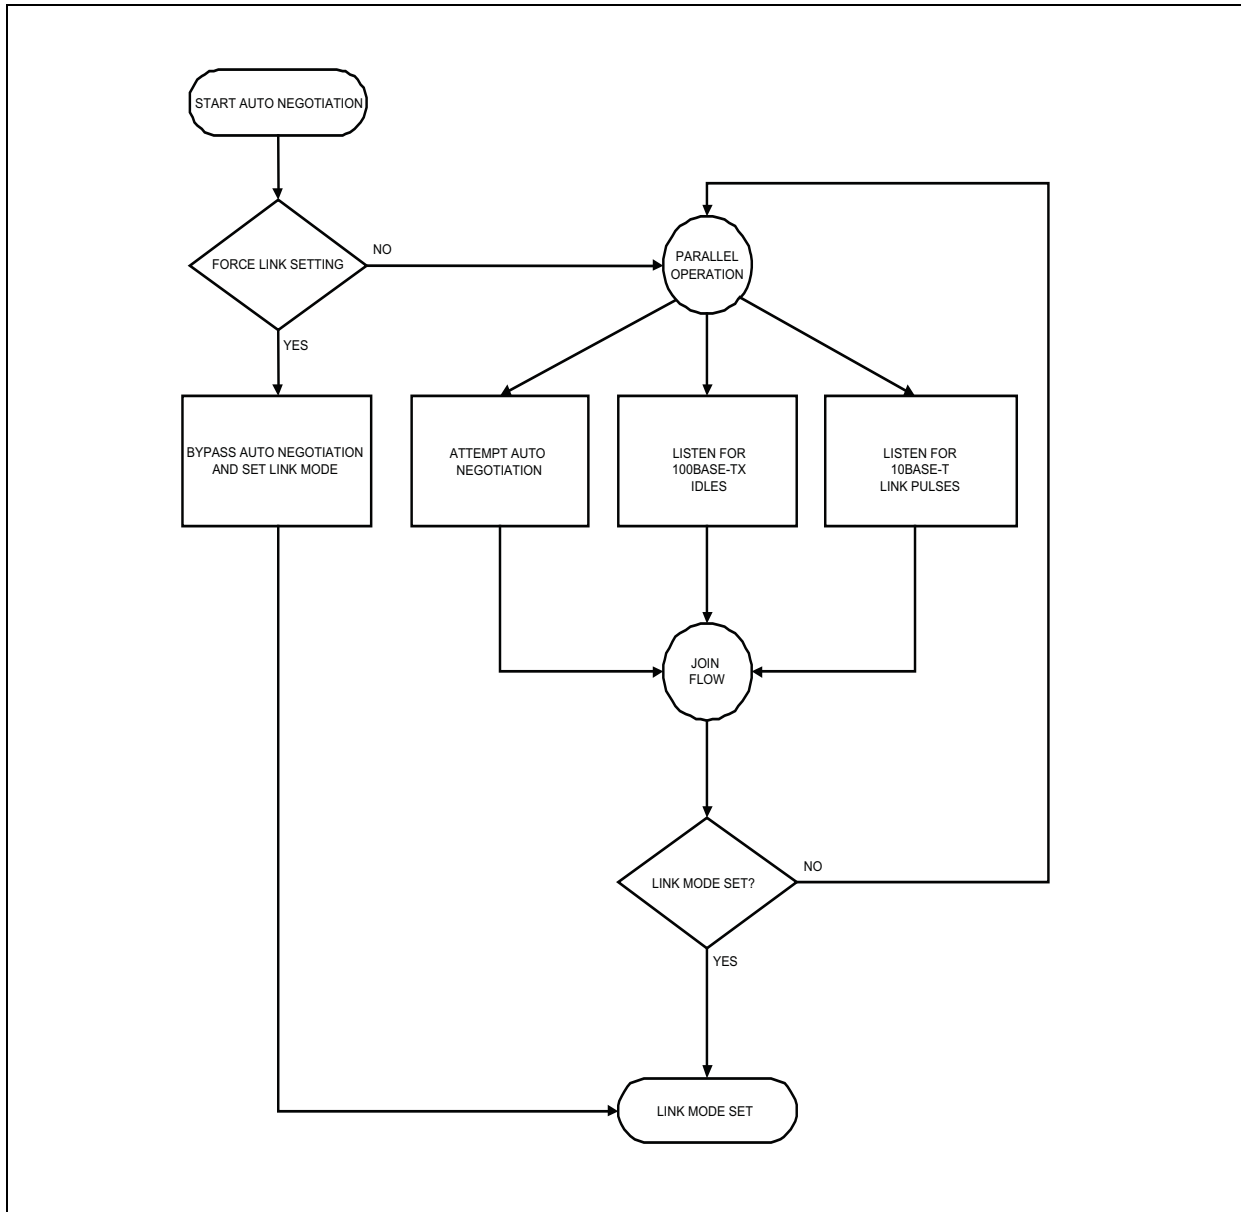 START AUTO NEGOTIATION
FORCE LINK SETTING
NO
PARALLEL
OPERATION
YES
BYPASS AUTO NEGOTIATION
AND SET LINK MODE
ATTEMPT AUTO
NEGOTIATION
LISTEN FOR
100BASE-TX
IDLES
LISTEN FOR
10BASE-T
LINK PULSES
JOIN
FLOW
LINK MODE SET?
NO
YES
LINK MODE SET